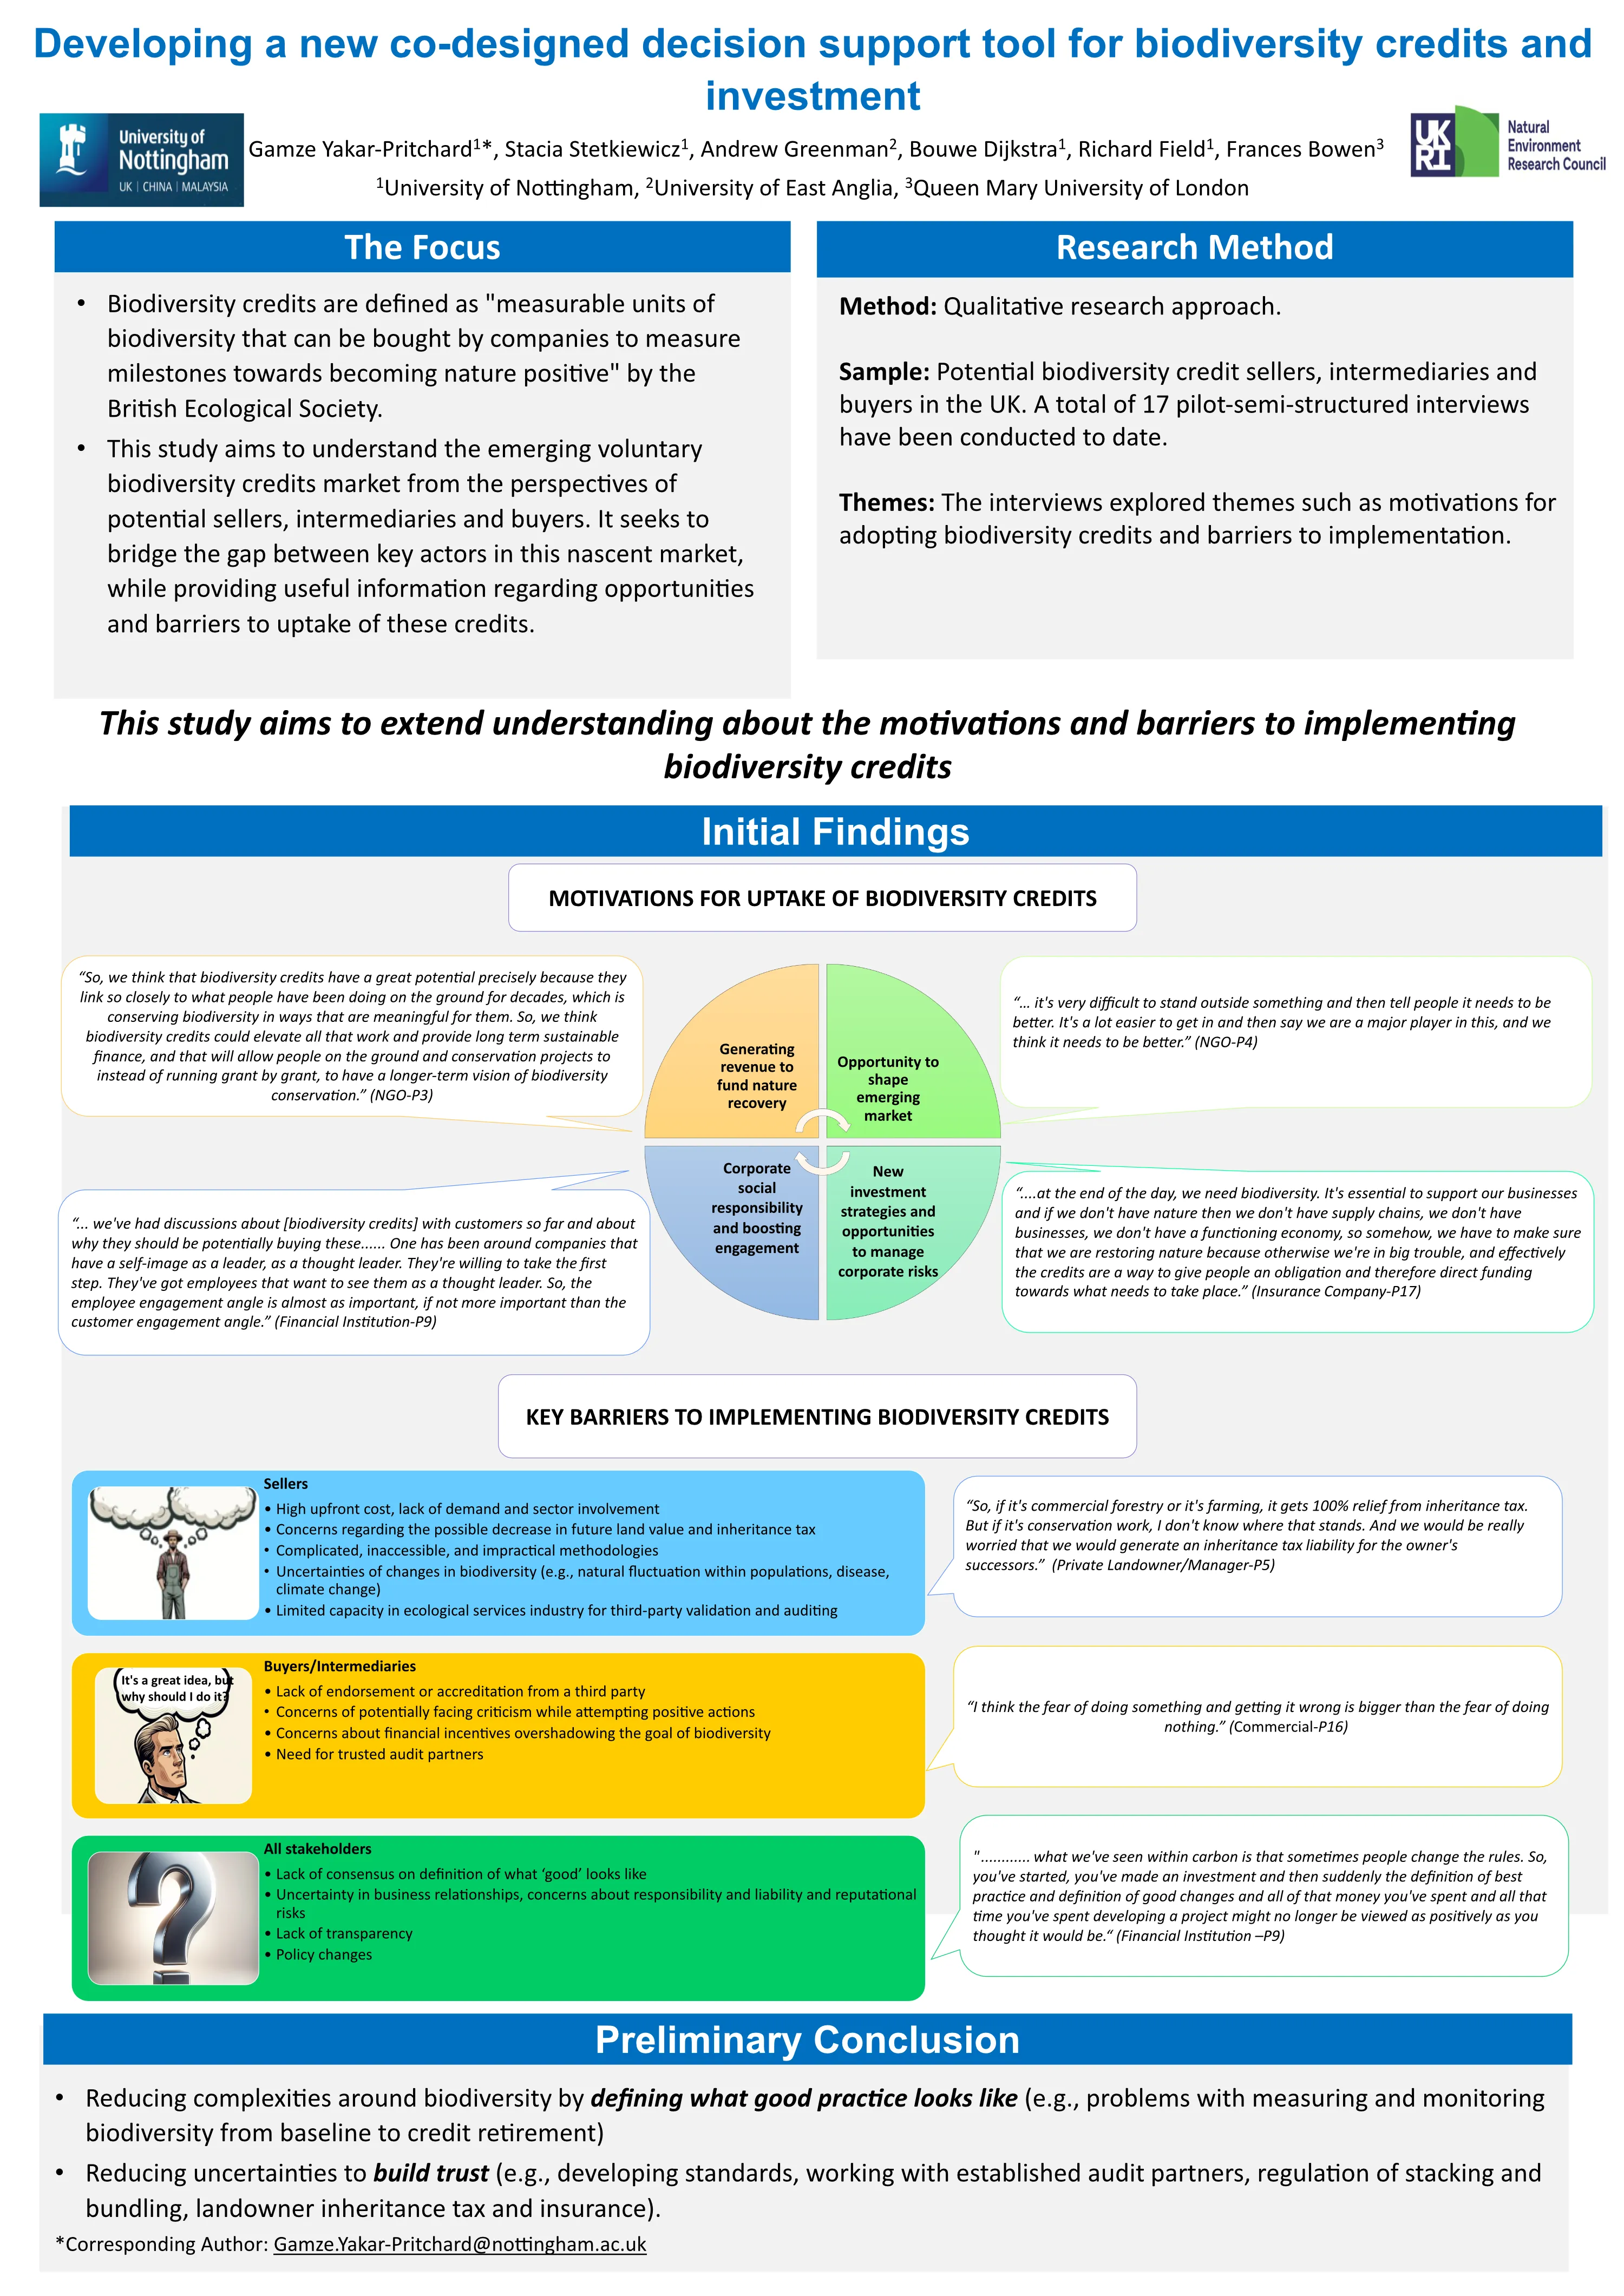 Developing a new co-designed decision support tool for biodiversity credits and
investment
University of
Nottingham
UK | CHINA | MALAYSIA
Gamze Yakar-Pritchard¹*, Stacia Stetkiewicz¹, Andrew Greenman², Bouwe Dijkstra¹, Richard Field¹, Frances Bowen³
¹University of Nottingham, ²University of East Anglia, ³Queen Mary University of London
UK
RI
Natural
Environment
Research Council
The Focus
• Biodiversity credits are defined as "measurable units of
biodiversity that can be bought by companies to measure
milestones towards becoming nature positive" by the
British Ecological Society.
• This study aims to understand the emerging voluntary
biodiversity credits market from the perspectives of
potential sellers, intermediaries and buyers. It seeks to
bridge the gap between key actors in this nascent market,
while providing useful information regarding opportunities
and barriers to uptake of these credits.
Research Method
Method: Qualitative research approach.
Sample: Potential biodiversity credit sellers, intermediaries and
buyers in the UK. A total of 17 pilot-semi-structured interviews
have been conducted to date.
Themes: The interviews explored themes such as motivations for
adopting biodiversity credits and barriers to implementation.
This study aims to extend understanding about the motivations and barriers to implementing
biodiversity credits
Initial Findings
MOTIVATIONS FOR UPTAKE OF BIODIVERSITY CREDITS
“So, we think that biodiversity credits have a great potential precisely because they
link so closely to what people have been doing on the ground for decades, which is
conserving biodiversity in ways that are meaningful for them. So, we think
biodiversity credits could elevate all that work and provide long term sustainable
finance, and that will allow people on the ground and conservation projects to
instead of running grant by grant, to have a longer-term vision of biodiversity
conservation.” (NGO-P3)
Generating
revenue to
fund nature
recovery
Opportunity to
shape
emerging
market
“... it's very difficult to stand outside something and then tell people it needs to be
better. It's a lot easier to get in and then say we are a major player in this, and we
think it needs to be better.” (NGO-P4)
“... we've had discussions about [biodiversity credits] with customers so far and about
why they should be potentially buying these...... One has been around companies that
have a self-image as a leader, as a thought leader. They're willing to take the first
step. They've got employees that want to see them as a thought leader. So, the
employee engagement angle is almost as important, if not more important than the
customer engagement angle.” (Financial Institution-P9)
Corporate
social
responsibility
and boosting
engagement
New
investment
strategies and
opportunities
to manage
corporate risks
“....at the end of the day, we need biodiversity. It's essential to support our businesses
and if we don't have nature then we don't have supply chains, we don't have
businesses, we don't have a functioning economy, so somehow, we have to make sure
that we are restoring nature because otherwise we're in big trouble, and effectively
the credits are a way to give people an obligation and therefore direct funding
towards what needs to take place.” (Insurance Company-P17)
KEY BARRIERS TO IMPLEMENTING BIODIVERSITY CREDITS
Sellers
• High upfront cost, lack of demand and sector involvement
• Concerns regarding the possible decrease in future land value and inheritance tax
• Complicated, inaccessible, and impractical methodologies
• Uncertainties of changes in biodiversity (e.g., natural fluctuation within populations, disease,
climate change)
• Limited capacity in ecological services industry for third-party validation and auditing
“So, if it's commercial forestry or it's farming, it gets 100% relief from inheritance tax.
But if it's conservation work, I don't know where that stands. And we would be really
worried that we would generate an inheritance tax liability for the owner's
successors.” (Private Landowner/Manager-P5)
It's a great idea, but
why should I do it?
Buyers/Intermediaries
• Lack of endorsement or accreditation from a third party
• Concerns of potentially facing criticism while attempting positive actions
• Concerns about financial incentives overshadowing the goal of biodiversity
• Need for trusted audit partners
“I think the fear of doing something and getting it wrong is bigger than the fear of doing
nothing.” (Commercial-P16)
All stakeholders
• Lack of consensus on definition of what ‘good’ looks like
• Uncertainty in business relationships, concerns about responsibility and liability and reputational
risks
• Lack of transparency
• Policy changes
"............ what we've seen within carbon is that sometimes people change the rules. So,
you've started, you've made an investment and then suddenly the definition of best
practice and definition of good changes and all of that money you've spent and all that
time you've spent developing a project might no longer be viewed as positively as you
thought it would be.“ (Financial Institution –P9)
Preliminary Conclusion
• Reducing complexities around biodiversity by defining what good practice looks like (e.g., problems with measuring and monitoring
biodiversity from baseline to credit retirement)
• Reducing uncertainties to build trust (e.g., developing standards, working with established audit partners, regulation of stacking and
bundling, landowner inheritance tax and insurance).
*Corresponding Author: Gamze.Yakar-Pritchard@nottingham.ac.uk